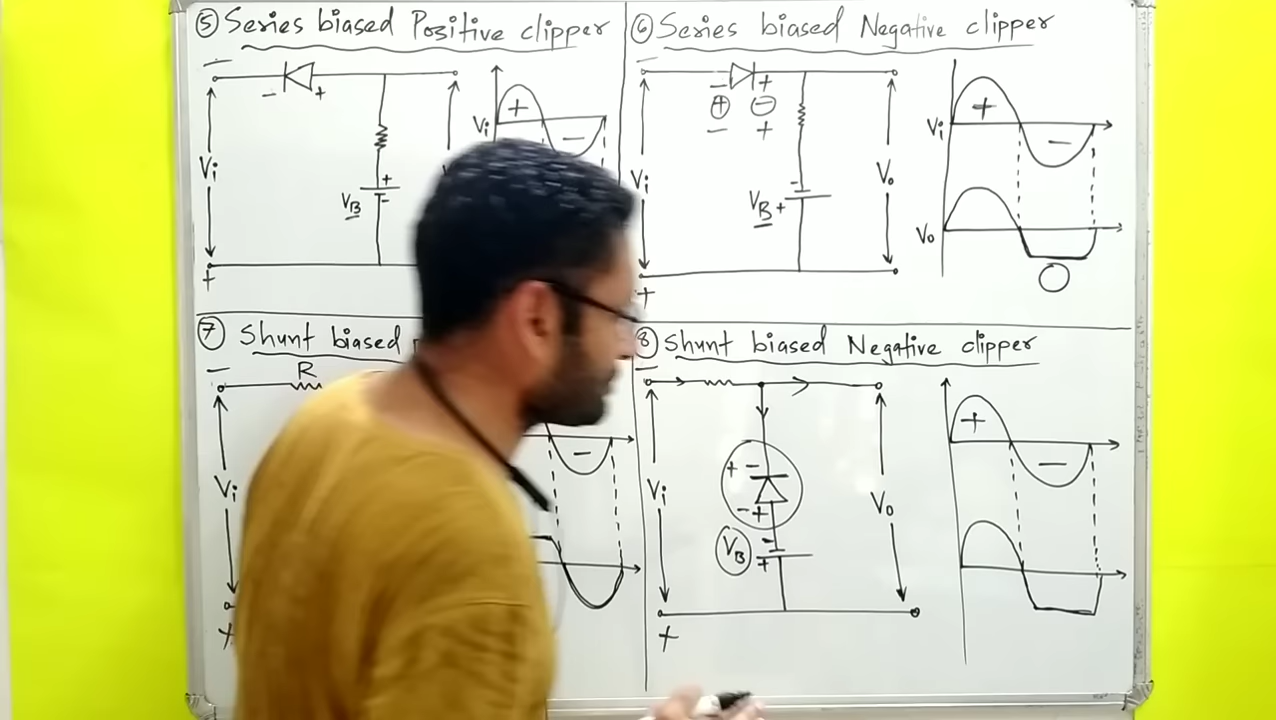 ⑤ Series biased Positive clipper
− +
Vi
+
VB
-
−
+
+
Vi
−
⑥ Series biased Negative clipper
−
− +
⊕ ⊖
− +
Vi
-
VB +
Vo
+
Vi
+
−
Vo
⑦ Shunt biased
−
R
Vi
+
−
⑧ Shunt biased Negative clipper
−
Vi
+ −
− +
VB
-
+
Vo
+
+
−